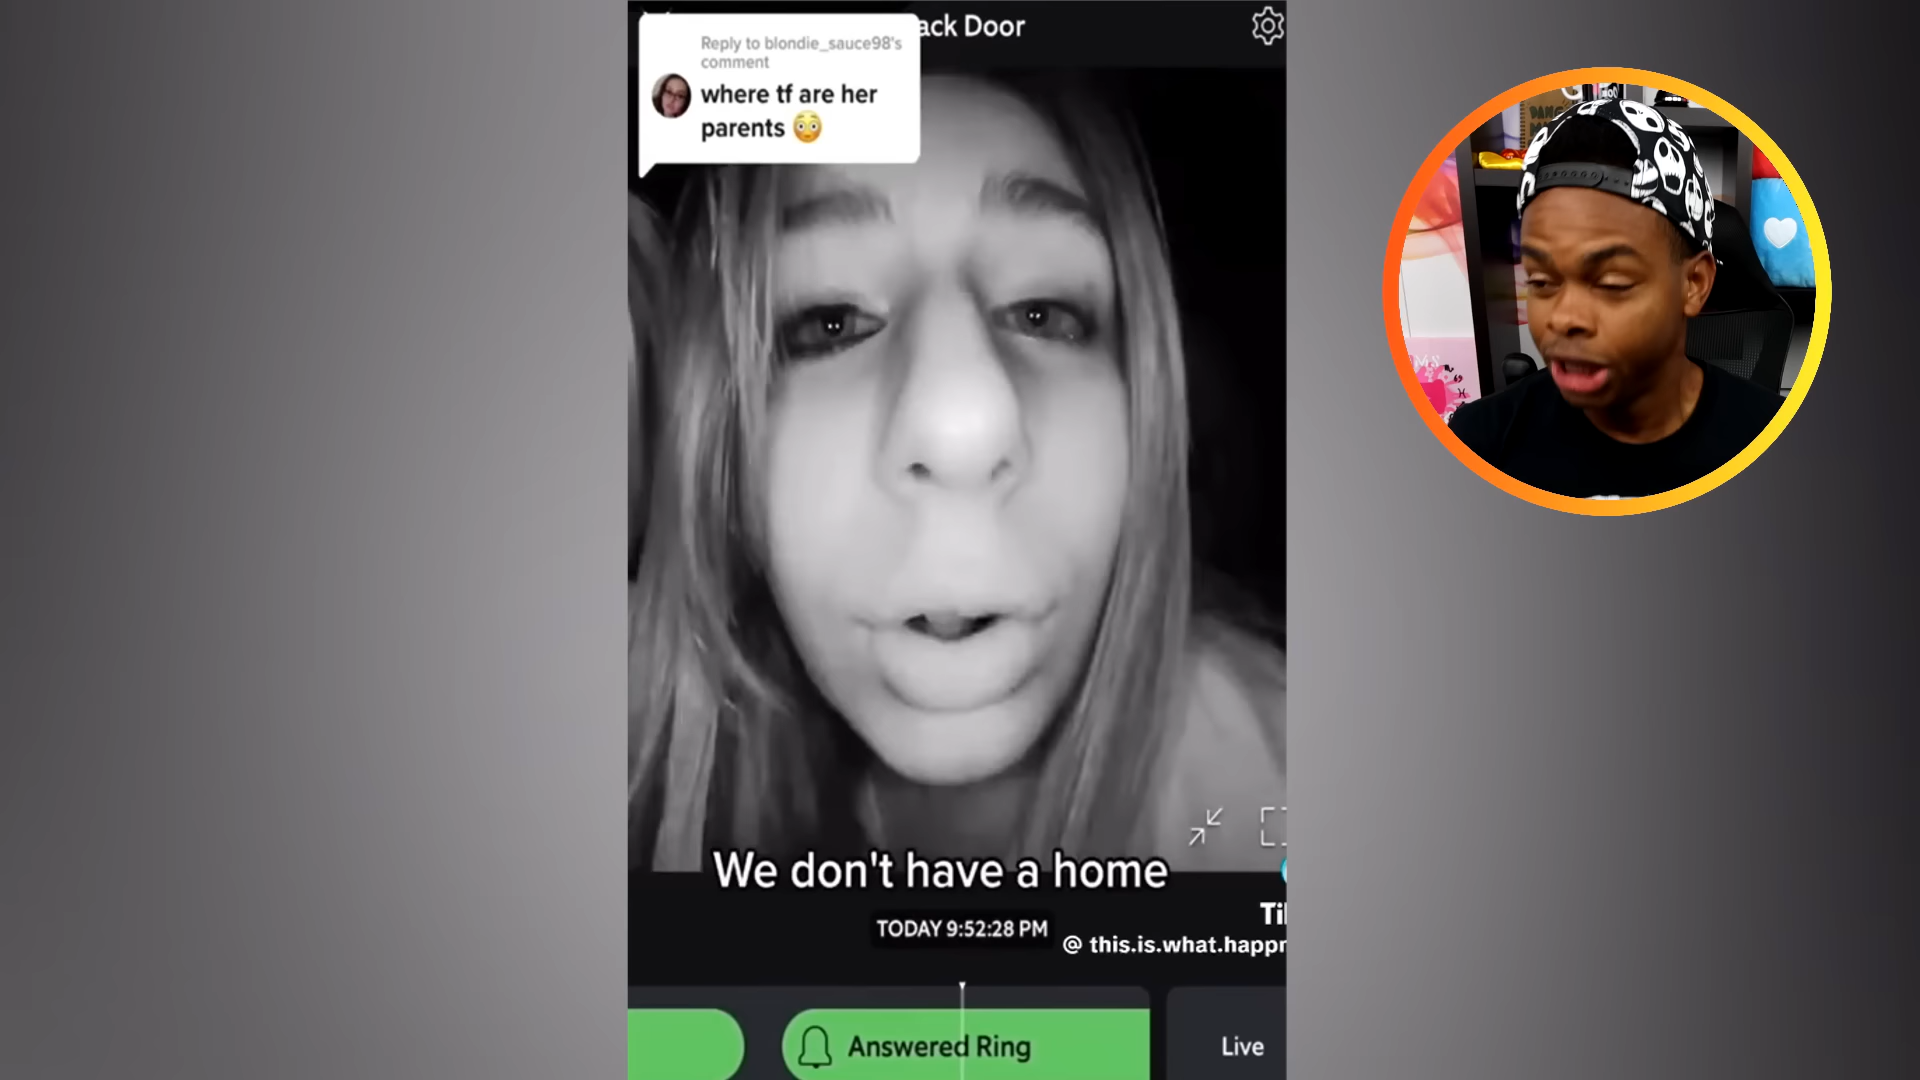 ack Door
Reply to blondie_sauce98's
comment
where tf are her
parents 😳
We don't have a home
TODAY 9:52:28 PM
@ this.is.what.happ
Answered Ring
Live